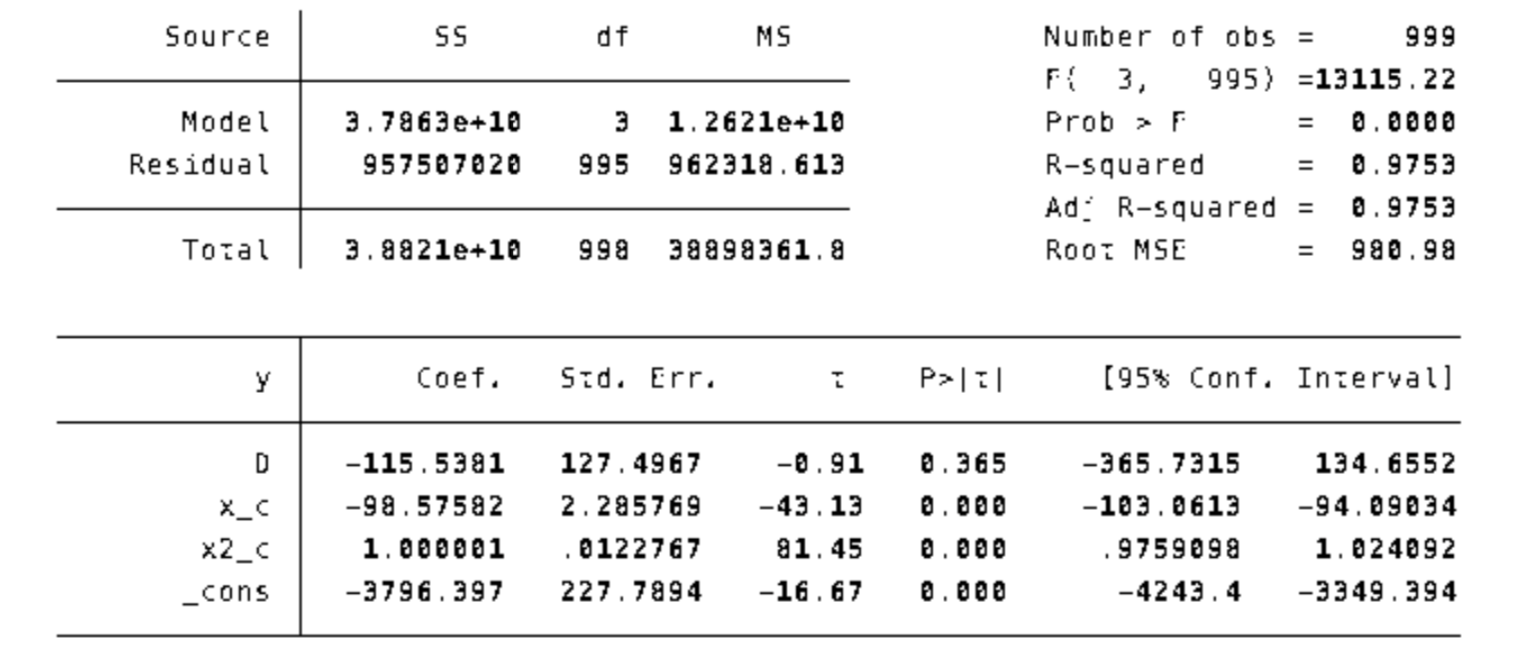 Source | SS df MS Number of obs = 999
F( 3, 995) =13115.22
Model | 3.7863e+10 3 1.2621e+10 Prob > F = 0.0000
Residual | 957507020 995 962318.613 R-squared = 0.9753
Adj R-squared = 0.9753
Total | 3.8821e+10 998 38898361.8 Root MSE = 980.98
y | Coef. Std. Err. t P>|t| [95% Conf. Interval]
D | -115.5381 127.4967 -0.91 0.365 -365.7315 134.6552
x_c | -98.57582 2.285769 -43.13 0.000 -103.0613 -94.09034
x2_c | 1.000001 .0122767 81.45 0.000 .9759098 1.024092
_cons | -3796.397 227.7894 -16.67 0.000 -4243.4 -3349.394